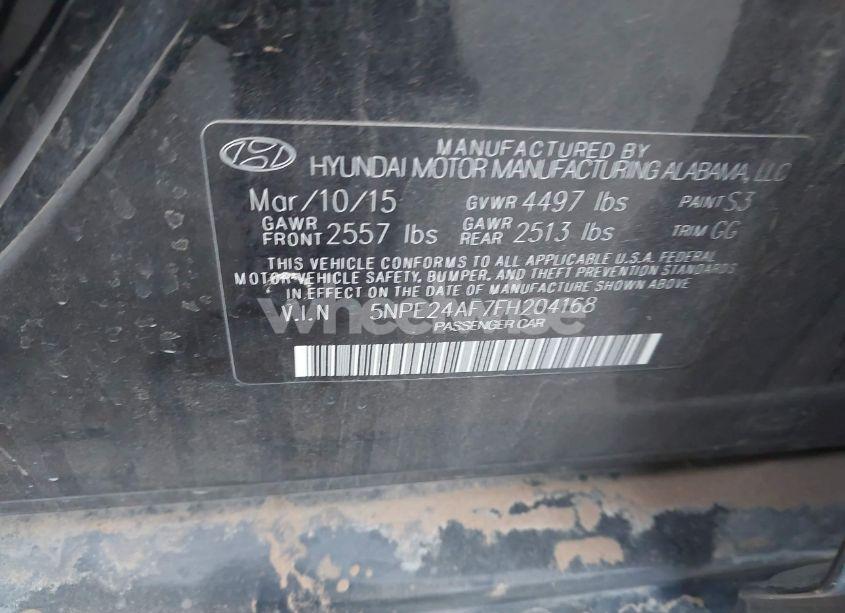 MANUFACTURED BY
HYUNDAI MOTOR MANUFACTURING ALABAMA, LLC
Mar/10/15 GVWR 4497 lbs PAINT S3
GAWR FRONT 2557 lbs GAWR REAR 2513 lbs TRIM GG
THIS VEHICLE CONFORMS TO ALL APPLICABLE U.S.A. FEDERAL
MOTOR VEHICLE SAFETY, BUMPER, AND THEFT PREVENTION STANDARDS
IN EFFECT ON THE DATE OF MANUFACTURE SHOWN ABOVE
V.I.N 5NPE24AF7FH204168
PASSENGER CAR